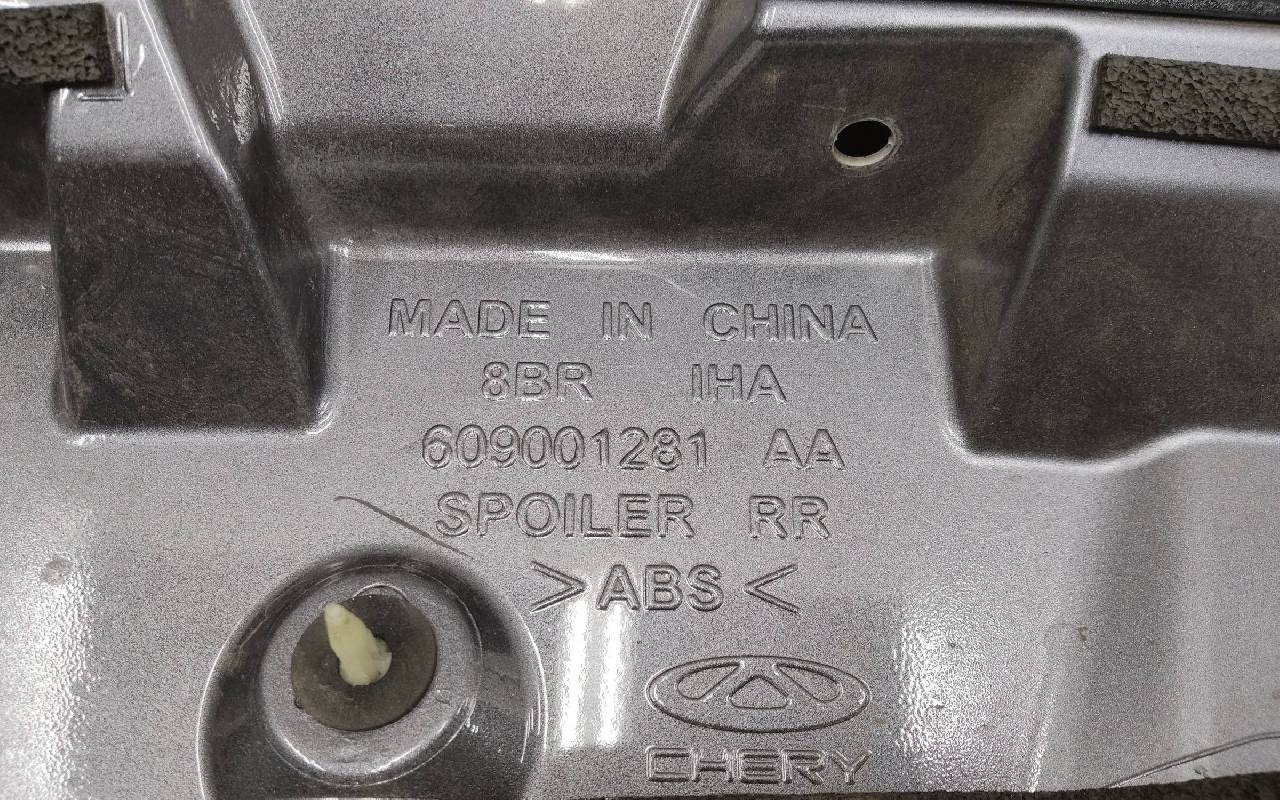 MADE IN CHINA
8BR IHA
609001281 AA
SPOILER RR
>ABS<
CHERY